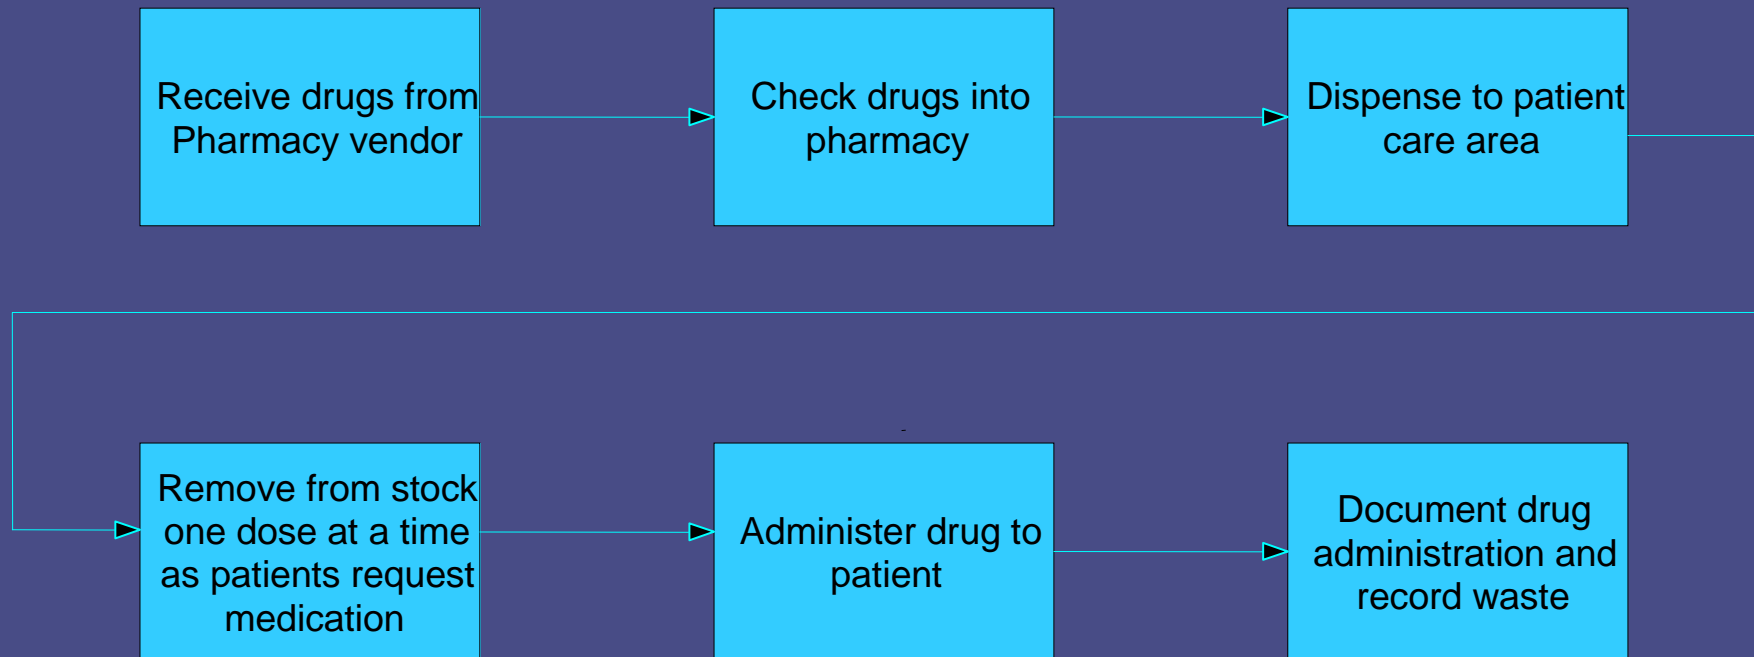 Receive drugs from
Pharmacy vendor
Check drugs into
pharmacy
Dispense to patient
care area
Remove from stock
one dose at a time
as patients request
medication
Administer drug to
patient
Document drug
administration and
record waste